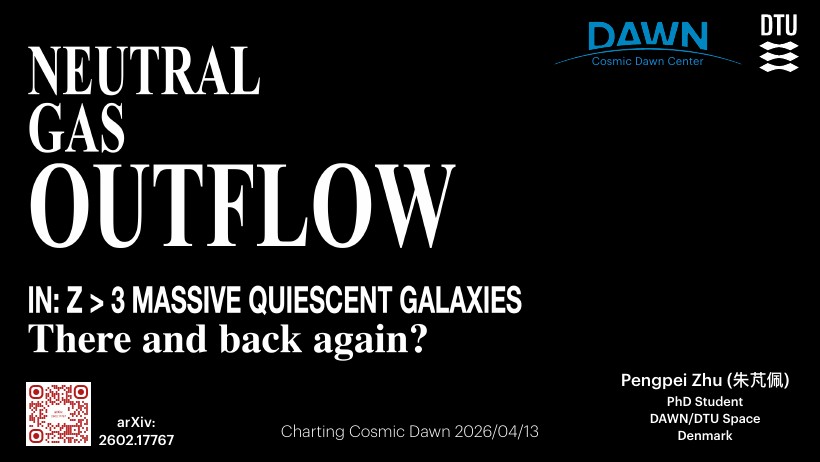 NEUTRAL
GAS
OUTFLOW
IN: Z > 3 MASSIVE QUIESCENT GALAXIES
There and back again?
DAWN
Cosmic Dawn Center
DTU
arXiv:
2602.17767
Charting Cosmic Dawn 2026/04/13
Pengpei Zhu (朱芃佩)
PhD Student
DAWN/DTU Space
Denmark